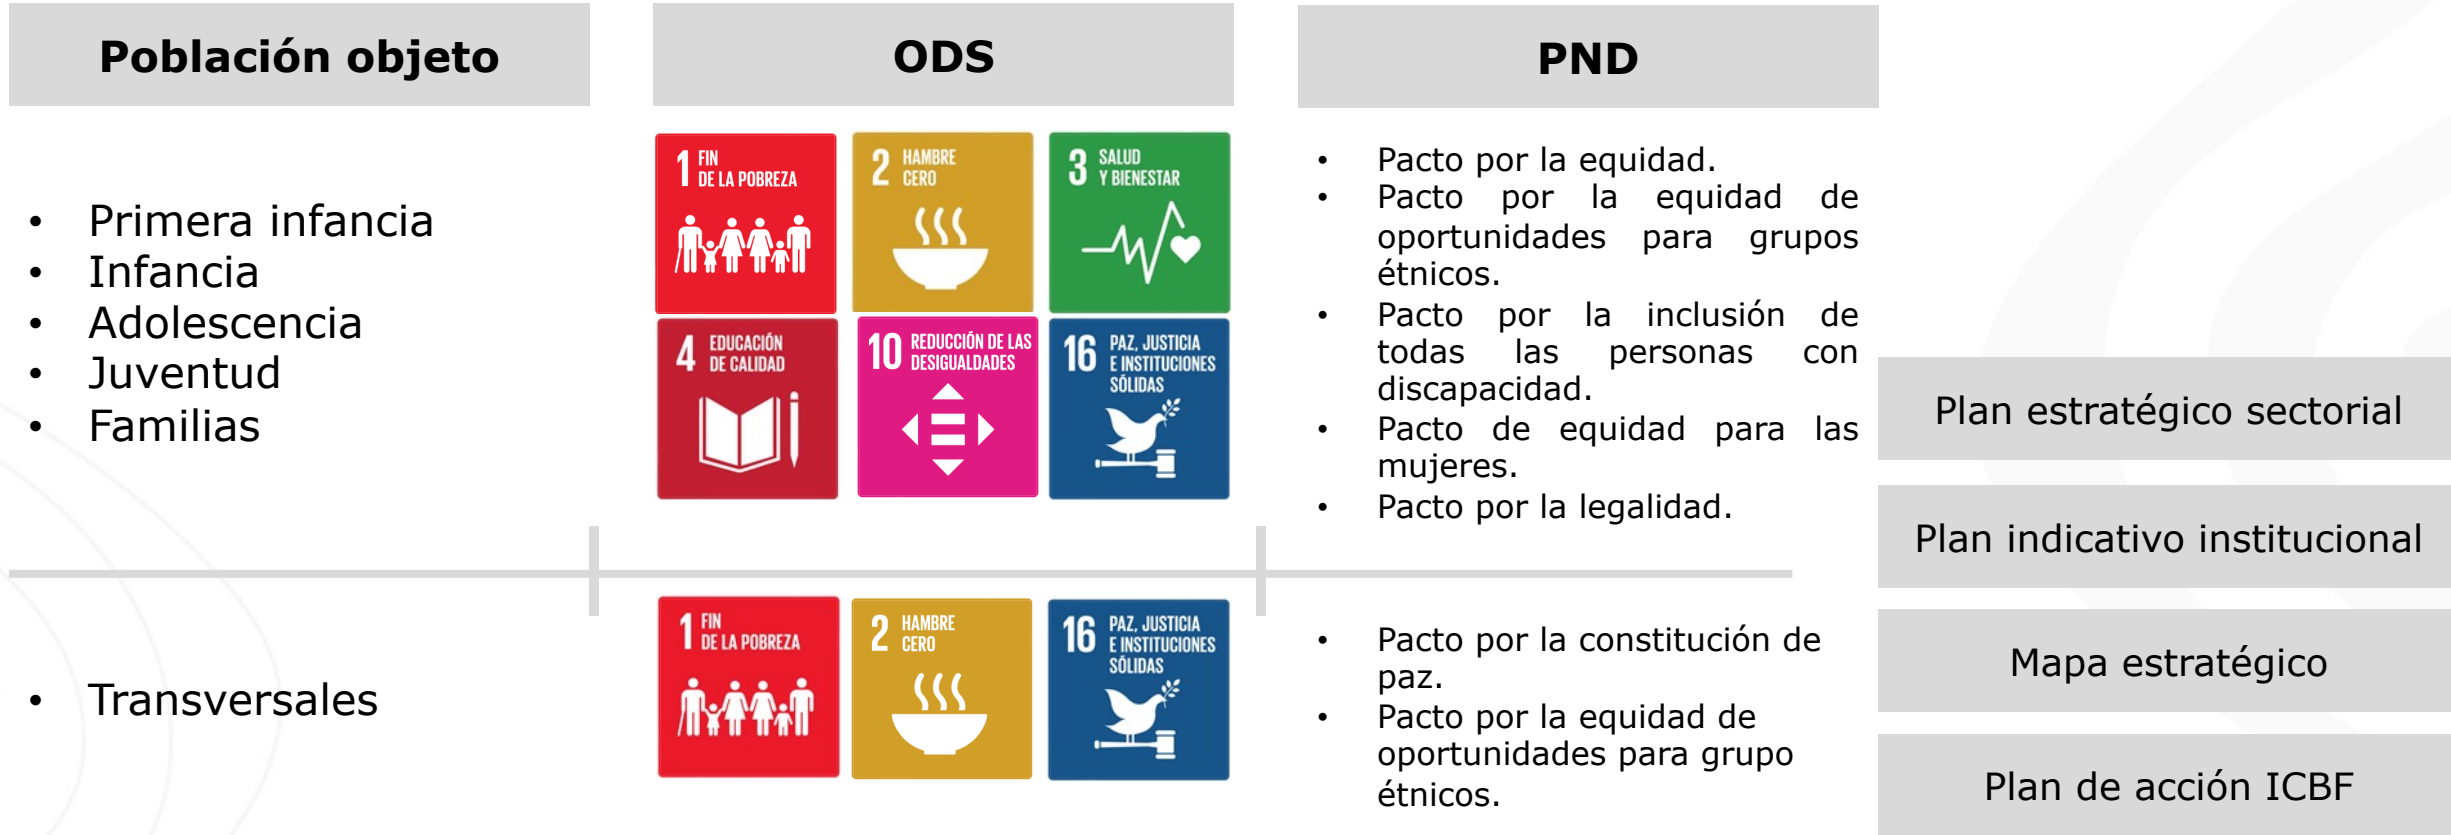 Población objeto
ODS
PND
• Primera infancia
• Infancia
• Adolescencia
• Juventud
• Familias
1 FIN
DE LA POBREZA
2 HAMBRE
CERO
3 SALUD
Y BIENESTAR
4 EDUCACIÓN
DE CALIDAD
10 REDUCCIÓN DE LAS
DESIGUALDADES
16 PAZ, JUSTICIA
E INSTITUCIONES
SÓLIDAS
• Pacto por la equidad.
• Pacto por la equidad de
oportunidades para grupos
étnicos.
• Pacto por la inclusión de
todas las personas con
discapacidad.
• Pacto de equidad para las
mujeres.
• Pacto por la legalidad.
• Transversales
1 FIN
DE LA POBREZA
2 HAMBRE
CERO
16 PAZ, JUSTICIA
E INSTITUCIONES
SÓLIDAS
• Pacto por la constitución de
paz.
• Pacto por la equidad de
oportunidades para grupo
étnicos.
Plan estratégico sectorial
Plan indicativo institucional
Mapa estratégico
Plan de acción ICBF